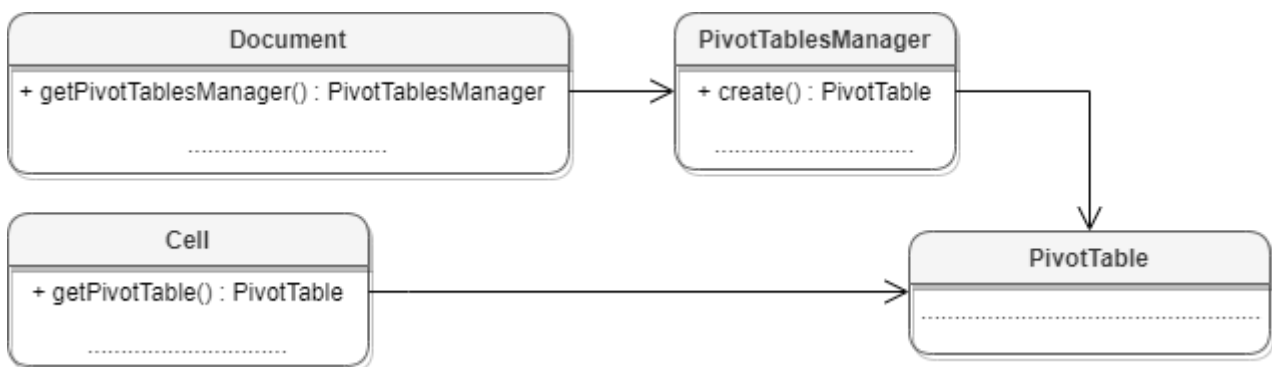 Document
+ getPivotTablesManager() : PivotTablesManager
PivotTablesManager
+ create() : PivotTable
Cell
+ getPivotTable() : PivotTable
PivotTable